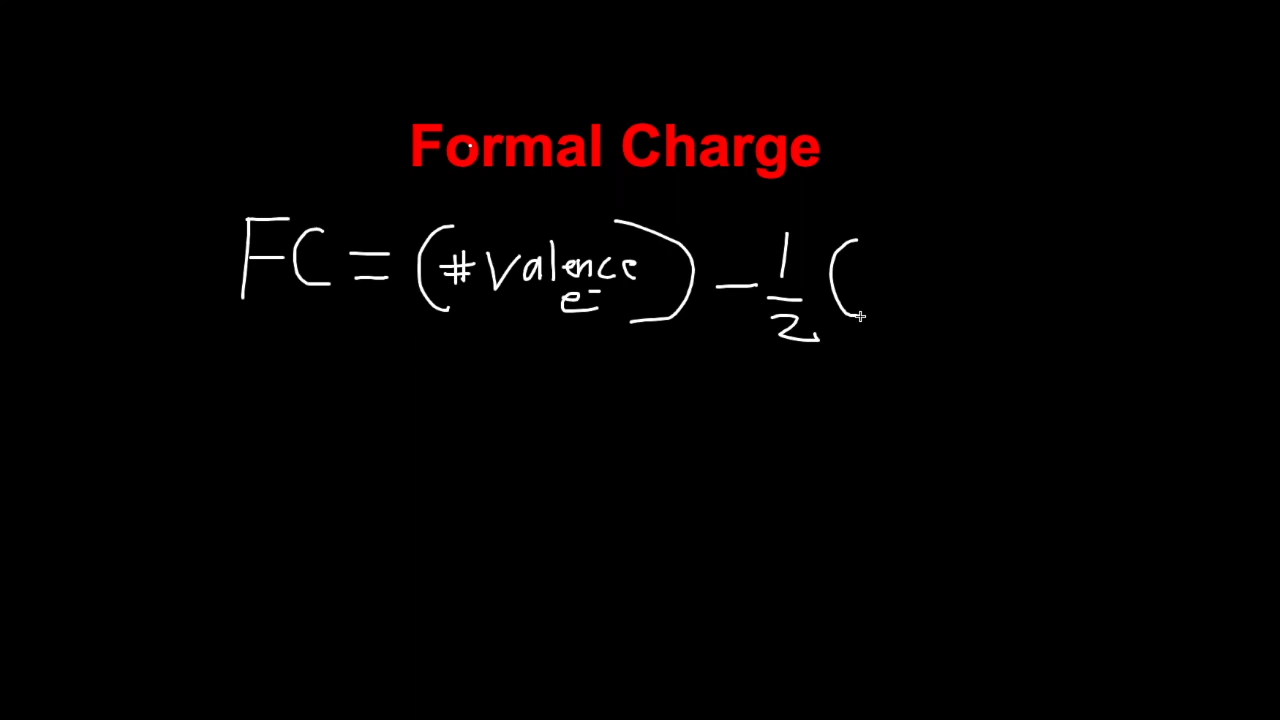 Formal Charge
FC = (# valence e⁻) - 1/2 (